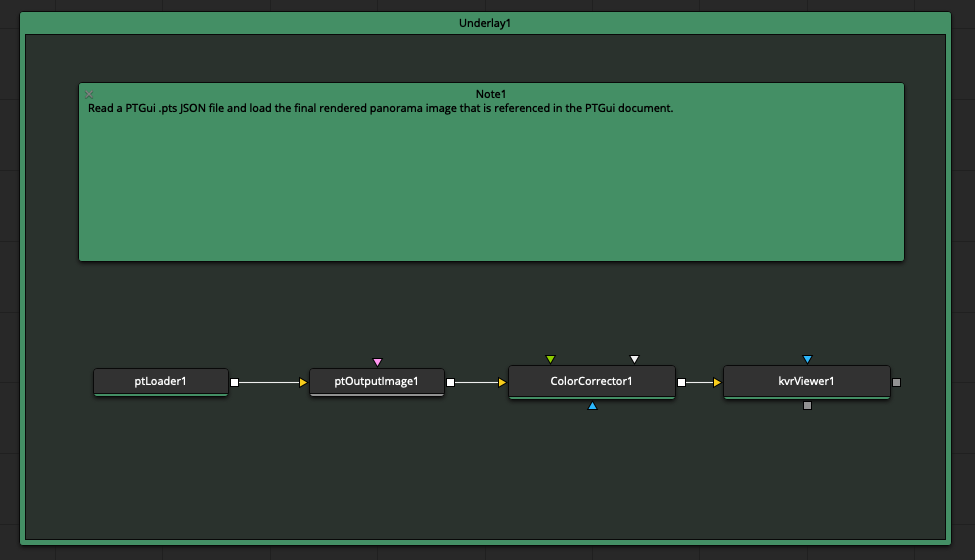 Underlay1
Note1
Read a PTGui .pts JSON file and load the final rendered panorama image that is referenced in the PTGui document.
ptLoader1
ptOutputImage1
ColorCorrector1
kvrViewer1